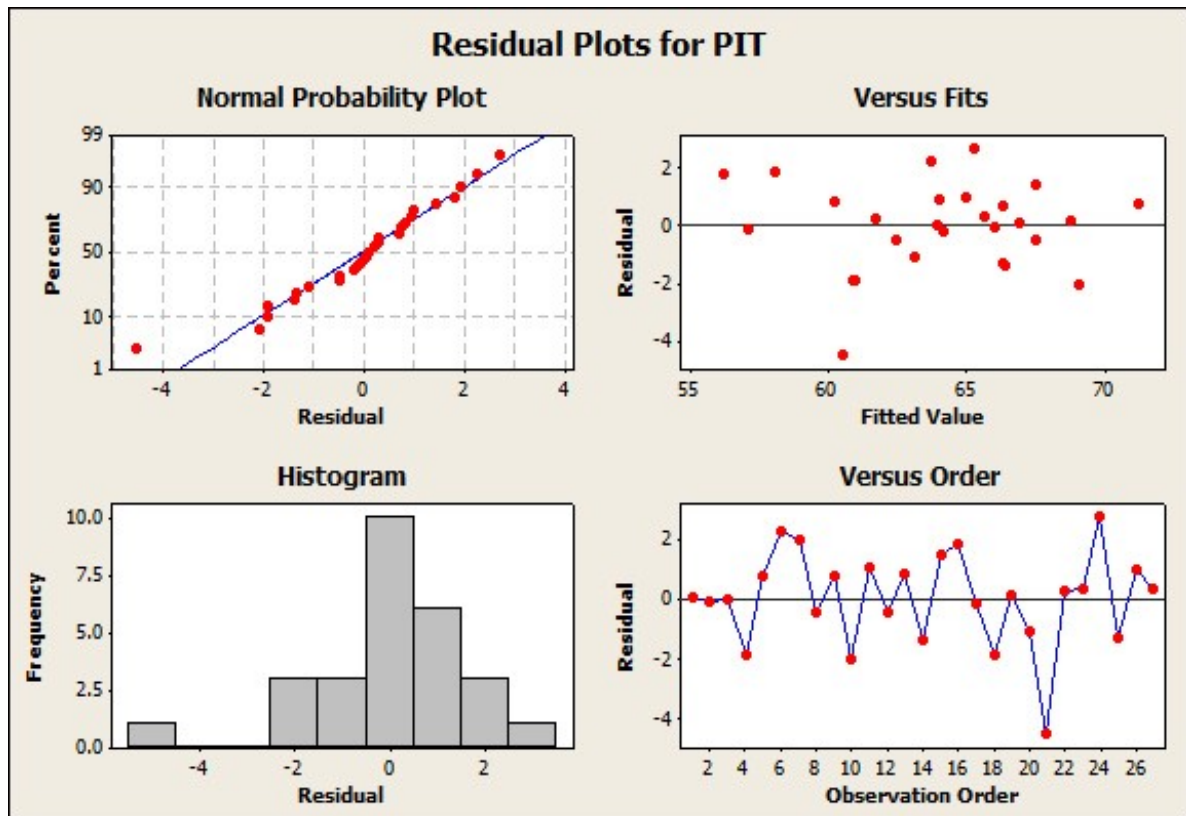 Residual Plots for PIT
Normal Probability Plot
99
90
50
10
1
Percent
-4 -2 0 2 4
Residual
Versus Fits
2
0
-2
-4
Residual
55 60 65 70
Fitted Value
Histogram
10.0
7.5
5.0
2.5
0.0
Frequency
-4 -2 0 2
Residual
Versus Order
2
0
-2
-4
Residual
2 4 6 8 10 12 14 16 18 20 22 24 26
Observation Order